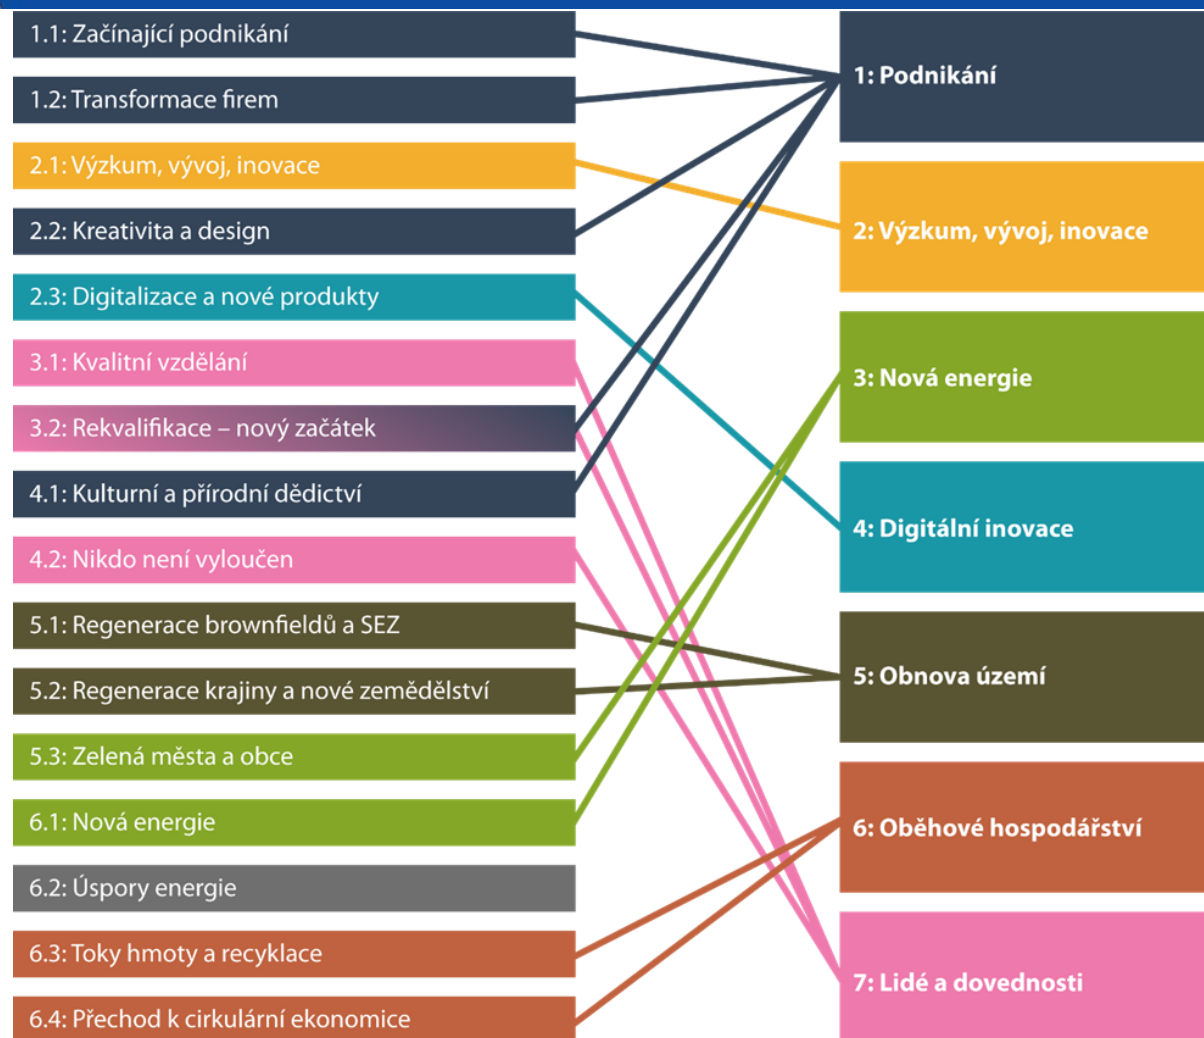 1.1: Začínající podnikání
1.2: Transformace firem
2.1: Výzkum, vývoj, inovace
2.2: Kreativita a design
2.3: Digitalizace a nové produkty
3.1: Kvalitní vzdělání
3.2: Rekvalifikace – nový začátek
4.1: Kulturní a přírodní dědictví
4.2: Nikdo není vyloučen
5.1: Regenerace brownfieldů a SEZ
5.2: Regenerace krajiny a nové zemědělství
5.3: Zelená města a obce
6.1: Nová energie
6.2: Úspory energie
6.3: Toky hmoty a recyklace
6.4: Přechod k cirkulární ekonomice
1: Podnikání
2: Výzkum, vývoj, inovace
3: Nová energie
4: Digitální inovace
5: Obnova území
6: Oběhové hospodářství
7: Lidé a dovednosti